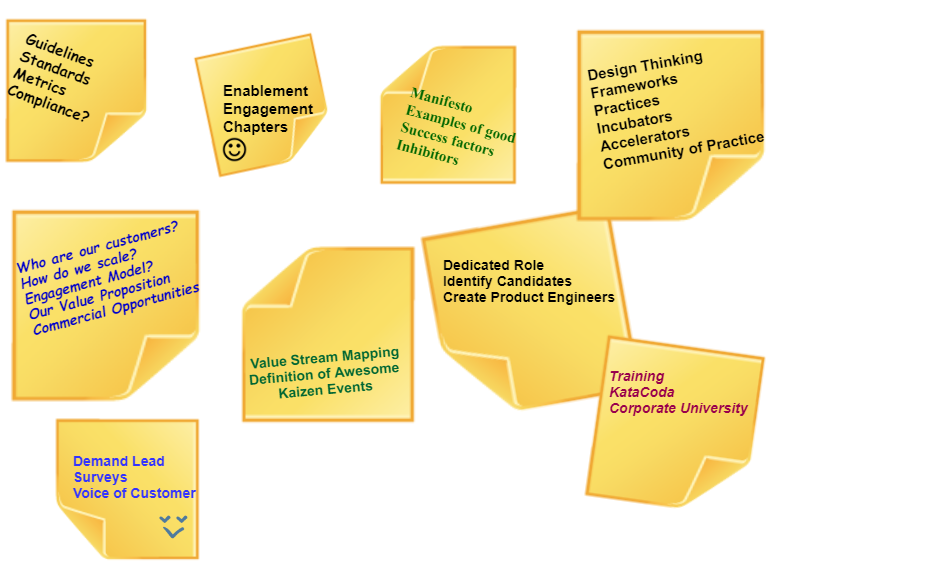 Guidelines
Standards
Metrics
Compliance?
Enablement
Engagement
Chapters
Manifesto
Examples of good
Success factors
Inhibitors
Design Thinking
Frameworks
Practices
Incubators
Accelerators
Community of Practice
Who are our customers?
How do we scale?
Engagement Model?
Our Value Proposition
Commercial Opportunities
Value Stream Mapping
Definition of Awesome
Kaizen Events
Dedicated Role
Identify Candidates
Create Product Engineers
Training
KataCoda
Corporate University
Demand Lead
Surveys
Voice of Customer